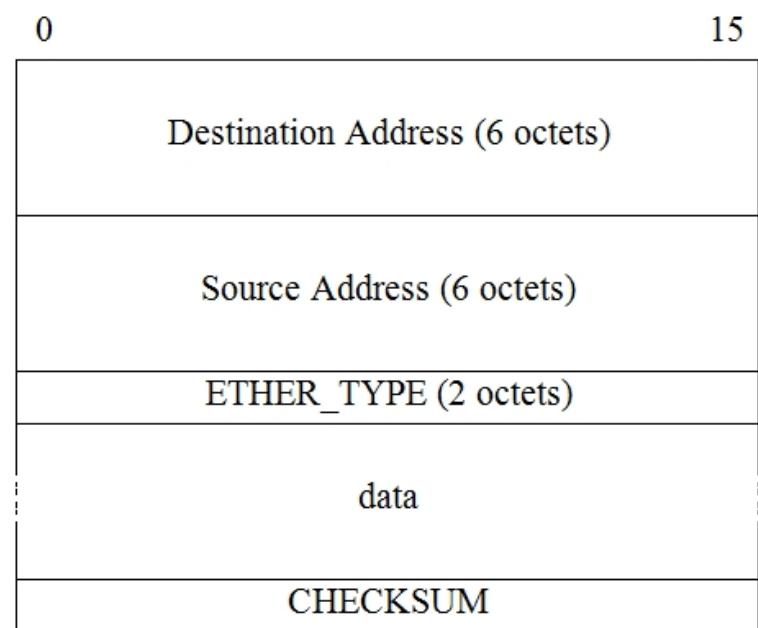 0 15
Destination Address (6 octets)
Source Address (6 octets)
ETHER_TYPE (2 octets)
data
CHECKSUM